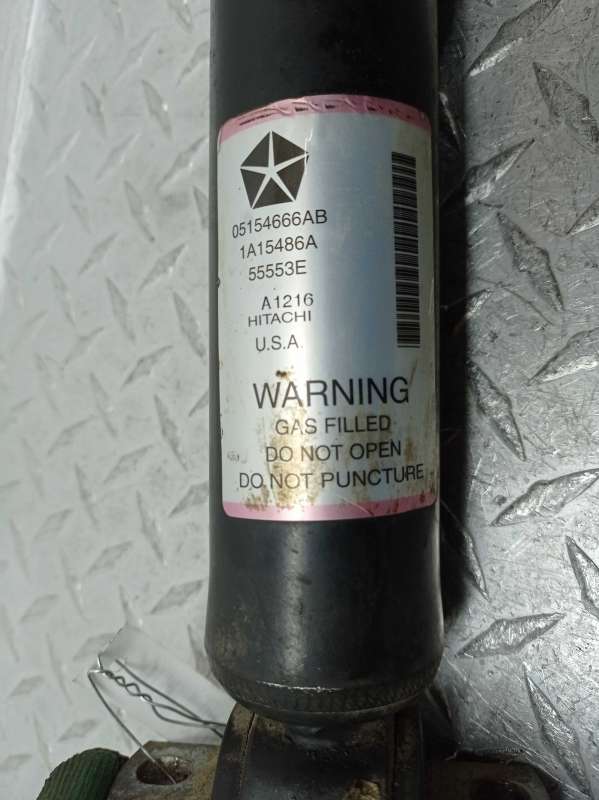 05154666AB
1A15486A
55553E
A1216
HITACHI
U.S.A.
WARNING
GAS FILLED
DO NOT OPEN
DO NOT PUNCTURE